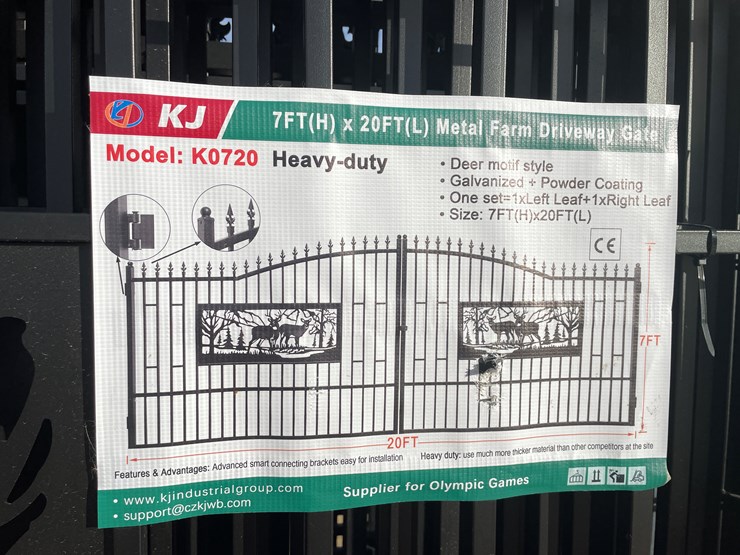 KJ
7FT(H) x 20FT(L) Metal Farm Driveway Gate
Model: K0720 Heavy-duty
• Deer motif style
• Galvanized + Powder Coating
• One set=1xLeft Leaf+1xRight Leaf
• Size: 7FT(H)x20FT(L)
CE
7FT
20FT
Features & Advantages: Advanced smart connecting brackets easy for installation
Heavy duty: use much more thicker material than other competitors at the site
• www.kjindustrialgroup.com
• support@czkjwb.com
Supplier for Olympic Games